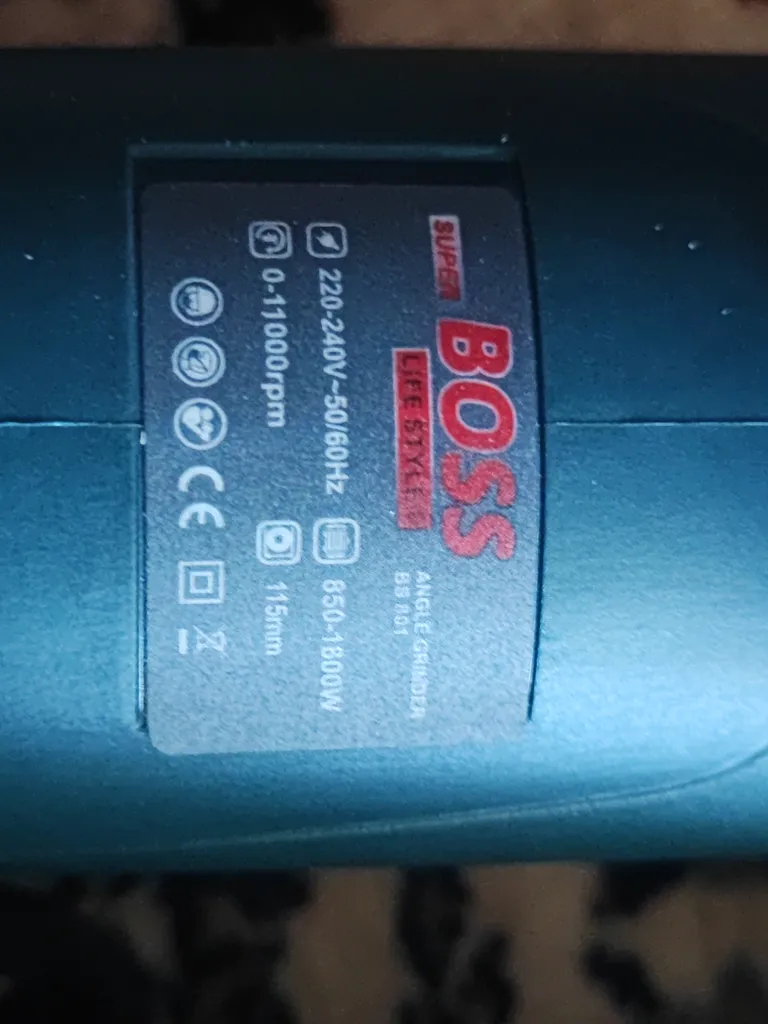 SUPER
BOSS
LIFE STYLE
ANGLE GRINDER
BS 801
220-240V~50/60Hz
850-1800W
0-11000rpm
115mm
CE